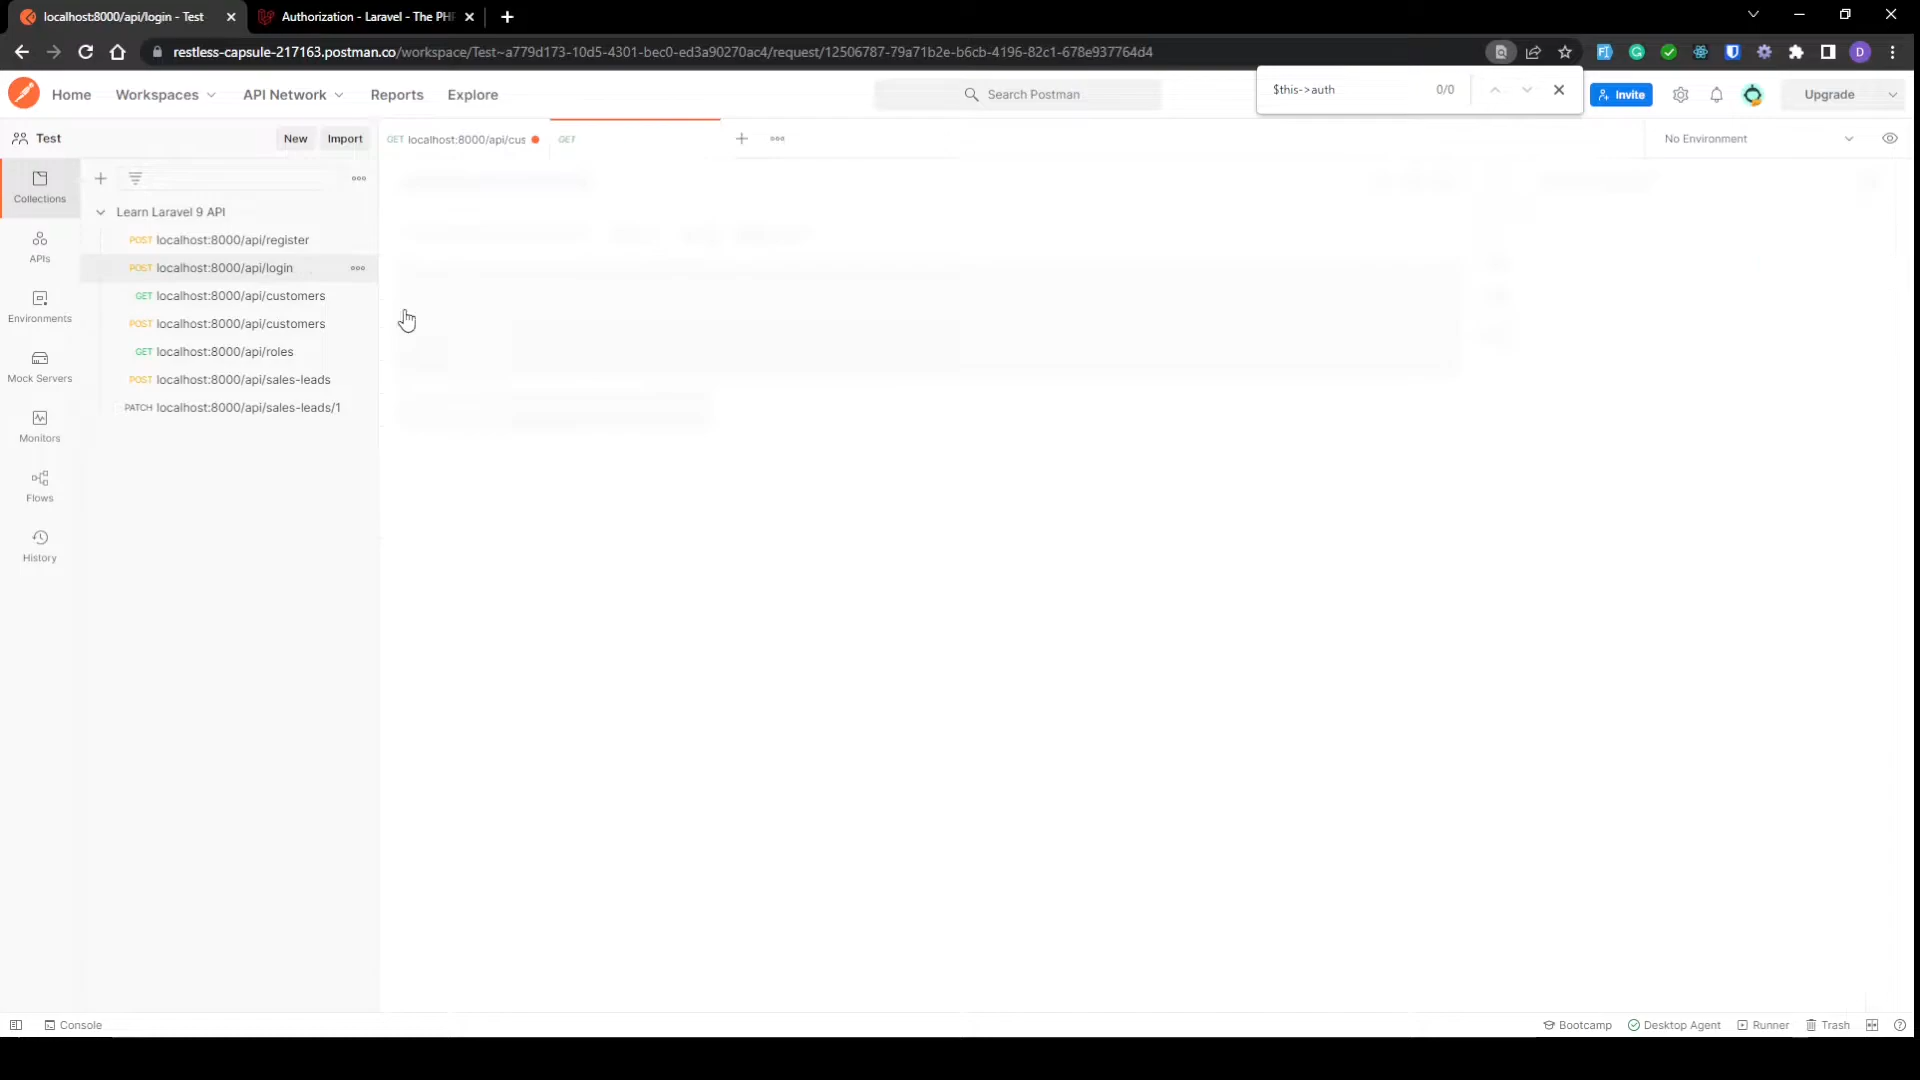 localhost:8000/api/login - Test
Authorization - Laravel - The PH
restless-capsule-217163.postman.co/workspace/Test~a779d173-10d5-4301-bec0-ed3a90270ac4/request/12506787-79a71b2e-b6cb-4196-82c1-678e937764d4
D
$this->auth
0/0
Home
Workspaces
API Network
Reports
Explore
Search Postman
Invite
Upgrade
Test
New
Import
GET localhost:8000/api/cus
GET
No Environment
Collections
APIs
Environments
Mock Servers
Monitors
Flows
History
Learn Laravel 9 API
POST localhost:8000/api/register
POST localhost:8000/api/login
GET localhost:8000/api/customers
POST localhost:8000/api/customers
GET localhost:8000/api/roles
POST localhost:8000/api/sales-leads
PATCH localhost:8000/api/sales-leads/1
Console
Bootcamp
Desktop Agent
Runner
Trash